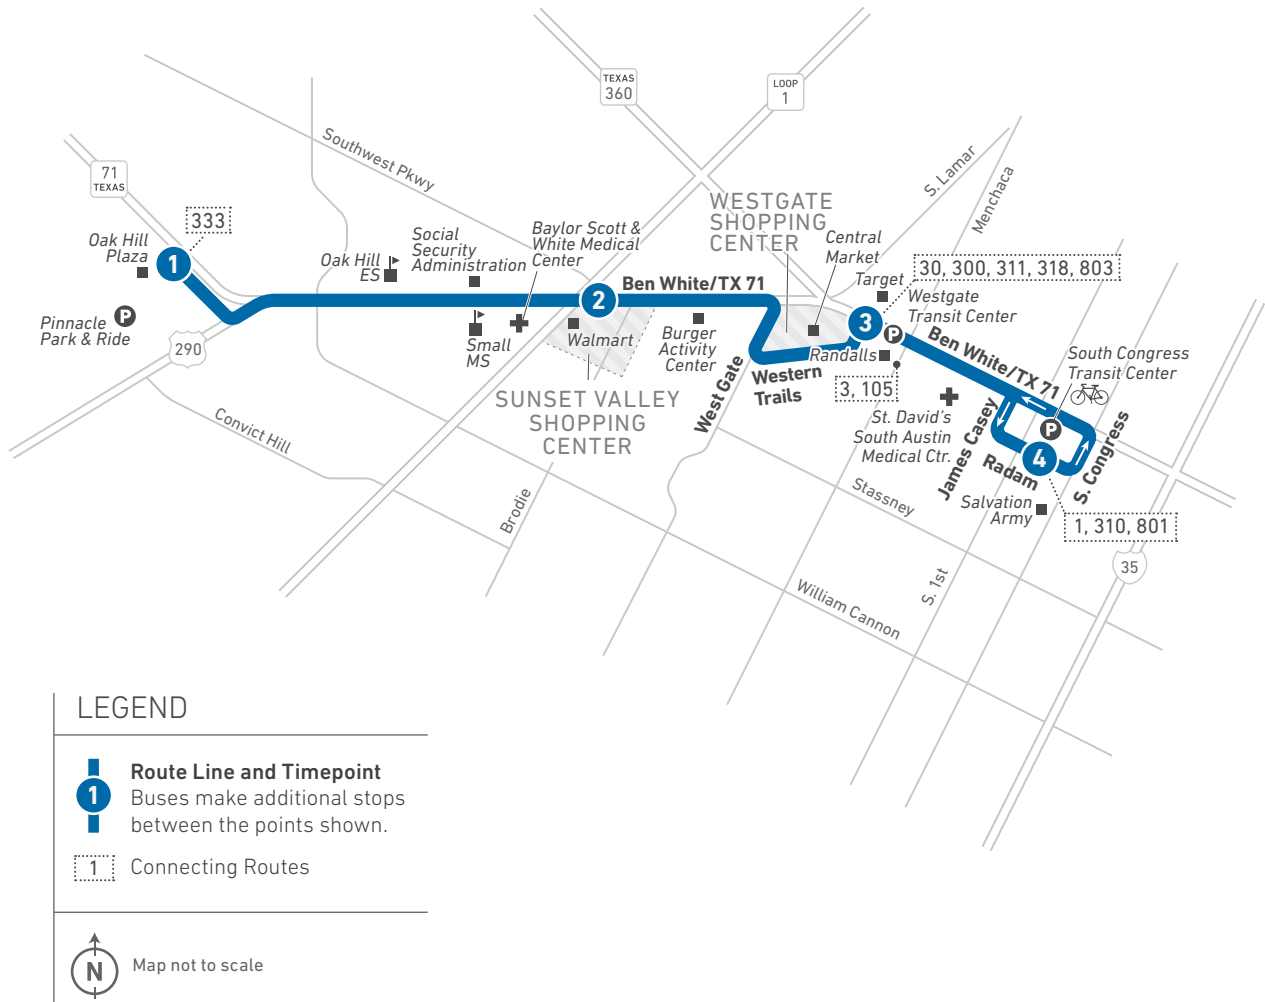 TEXAS
360
LOOP
1
71
TEXAS
Southwest Pkwy
S. Lamar
Menchaca
333
WESTGATE
SHOPPING
CENTER
Oak Hill
Plaza
1
Oak Hill
ES
Social
Security
Administration
Baylor Scott &
White Medical
Center
Central
Market
30, 300, 311, 318, 803
Target
Westgate
Transit Center
2
Ben White/TX 71
3
P
Pinnacle
Park & Ride
P
290
Small
MS
Walmart
Burger
Activity
Center
Randalls
Ben White/TX 71
South Congress
Transit Center
West Gate
Western
Trails
3, 105
SUNSET VALLEY
SHOPPING
CENTER
Convict Hill
St. David's
South Austin
Medical Ctr.
James Casey
P
4
Radam
S. Congress
Brodie
Stassney
Salvation
Army
1, 310, 801
35
S. 1st
William Cannon
LEGEND
1
Route Line and Timepoint
Buses make additional stops
between the points shown.
1
Connecting Routes
N
Map not to scale